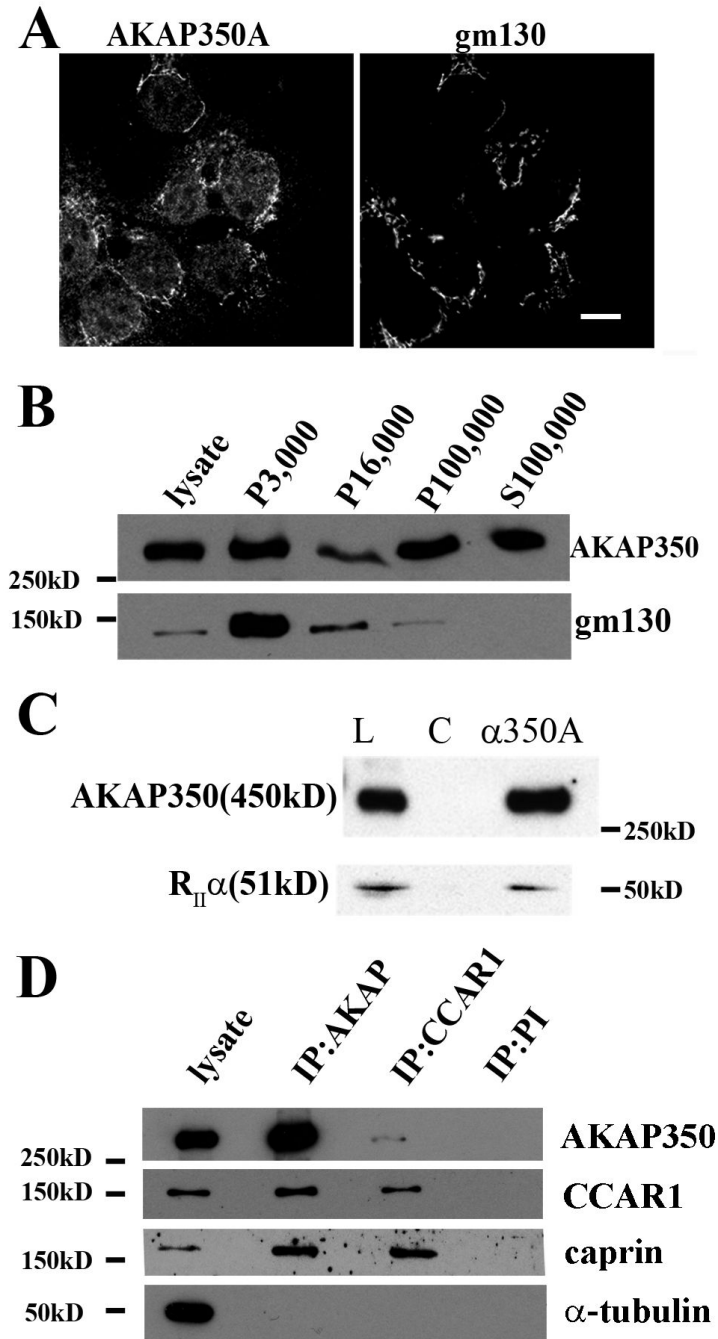 A
AKAP350A gm130
B
lysate P3,000 P16,000 P100,000 S100,000
AKAP350
250kD
150kD
gm130
C
L C α350A
AKAP350(450kD)
250kD
RIIα(51kD)
50kD
D
lysate IP:AKAP IP:CCAR1 IP:PI
AKAP350
250kD
150kD CCAR1
150kD caprin
50kD α-tubulin